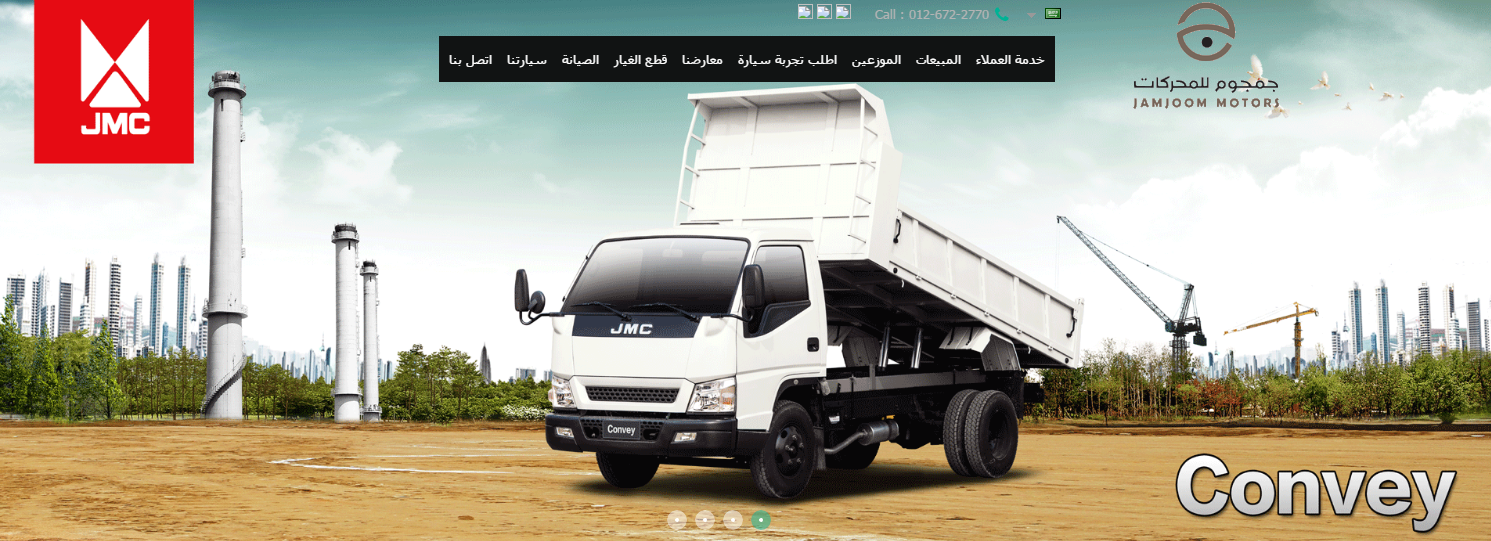 Call : 012-672-2770
خدمة العملاء المبيعات الموزعين اطلب تجربة سيارة معارضنا قطع الغيار الصيانة سيارتنا اتصل بنا
JMC
جمجوم للمحركات
JAMJOOM MOTORS
JMC
Convey
Convey